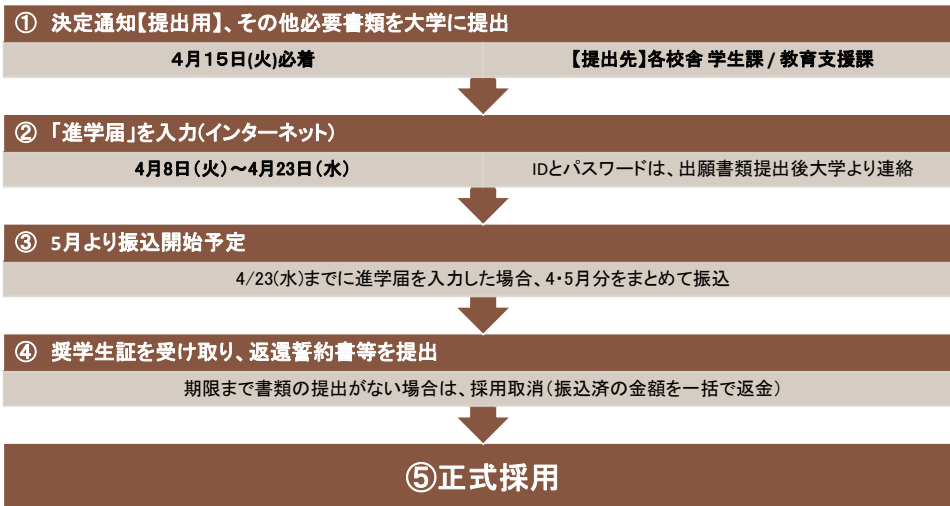 ① 決定通知【提出用】、その他必要書類を大学に提出
4月15日(火)必着
【提出先】各校舎 学生課 / 教育支援課
② 「進学届」を入力(インターネット)
4月8日(火)～4月23日(水)
IDとパスワードは、出願書類提出後大学より連絡
③ 5月より振込開始予定
4/23(水)までに進学届を入力した場合、4・5月分をまとめて振込
④ 奨学生証を受け取り、返還誓約書等を提出
期限まで書類の提出がない場合は、採用取消(振込済の金額を一括で返金)
⑤正式採用